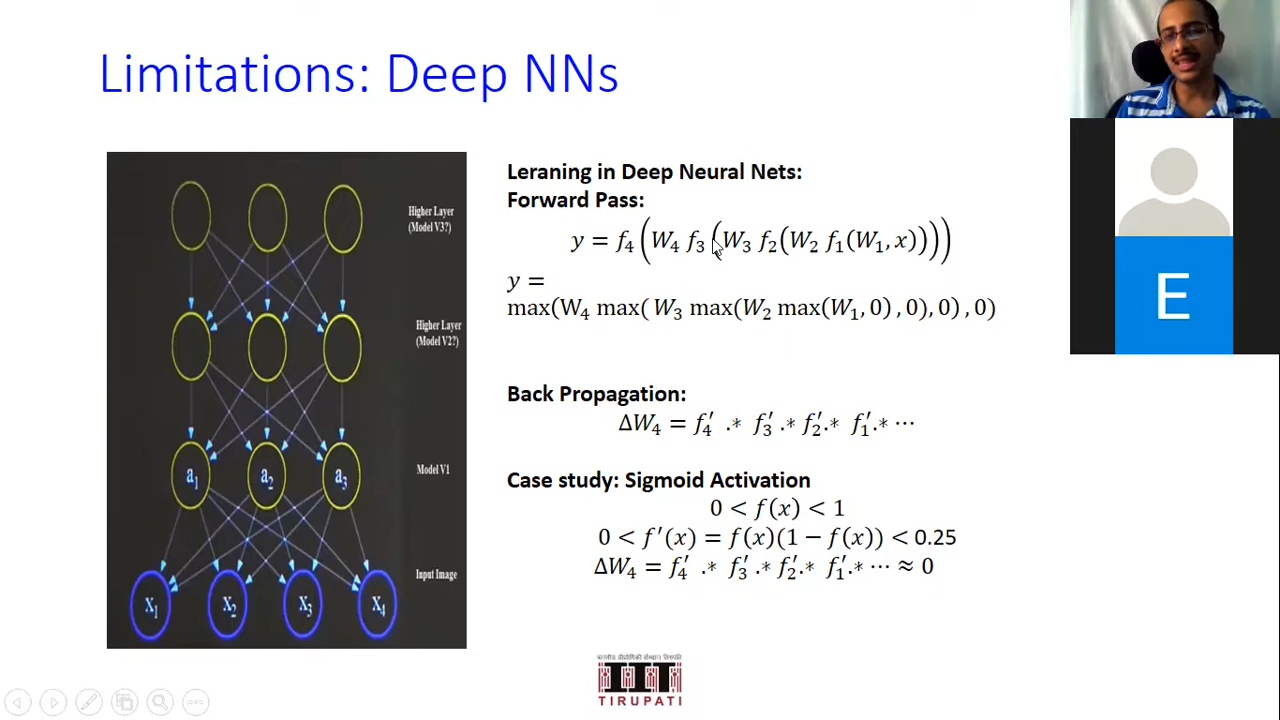 Limitations: Deep NNs
Higher Layer
(Model V3?)
Higher Layer
(Model V2?)
a₁ a₂ a₃
Model V1
x₁ x₂ x₃ x₄
Input Image
Leraning in Deep Neural Nets:
Forward Pass:
y = f₄(W₄ f₃(W₃ f₂(W₂ f₁(W₁, x))))
y =
max(W₄ max( W₃ max(W₂ max(W₁, 0) , 0), 0) , 0)
Back Propagation:
ΔW₄ = f₄′ .∗ f₃′ .∗ f₂′.∗ f₁′.∗ ⋯
Case study: Sigmoid Activation
0 < f(x) < 1
0 < f′(x) = f(x)(1 − f(x)) < 0.25
ΔW₄ = f₄′ .∗ f₃′ .∗ f₂′.∗ f₁′.∗ ⋯ ≈ 0
E
भारतीय प्रौद्योगिकी संस्थान तिरुपति
TIRUPATI